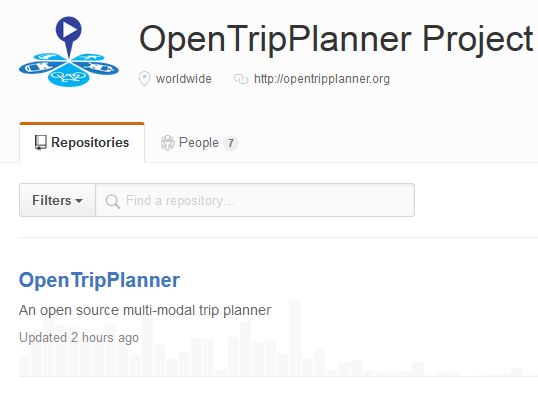 OpenTripPlanner Project
worldwide http://opentripplanner.org
Repositories People 7
Filters Find a repository...
OpenTripPlanner
An open source multi-modal trip planner
Updated 2 hours ago